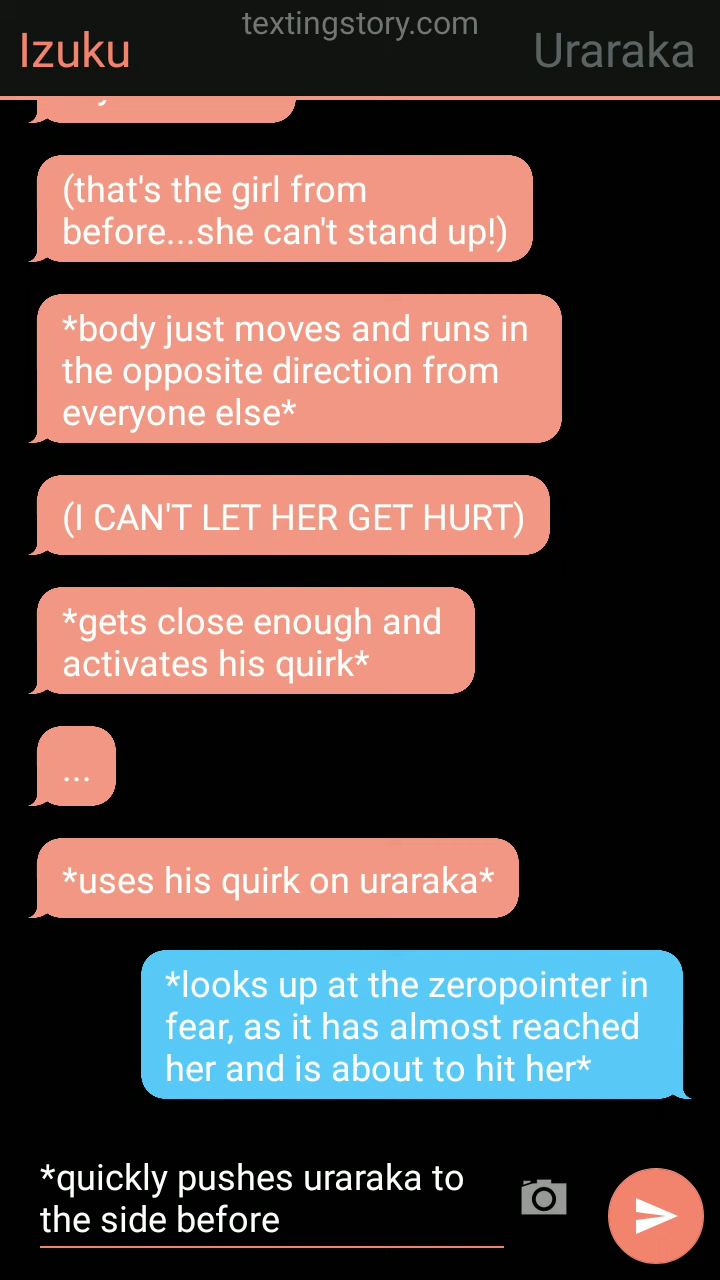 textingstory.com
Izuku
Uraraka
(that's the girl from
before...she can't stand up!)
*body just moves and runs in
the opposite direction from
everyone else*
(I CAN'T LET HER GET HURT)
*gets close enough and
activates his quirk*
...
*uses his quirk on uraraka*
*looks up at the zeropointer in
fear, as it has almost reached
her and is about to hit her*
*quickly pushes uraraka to
the side before